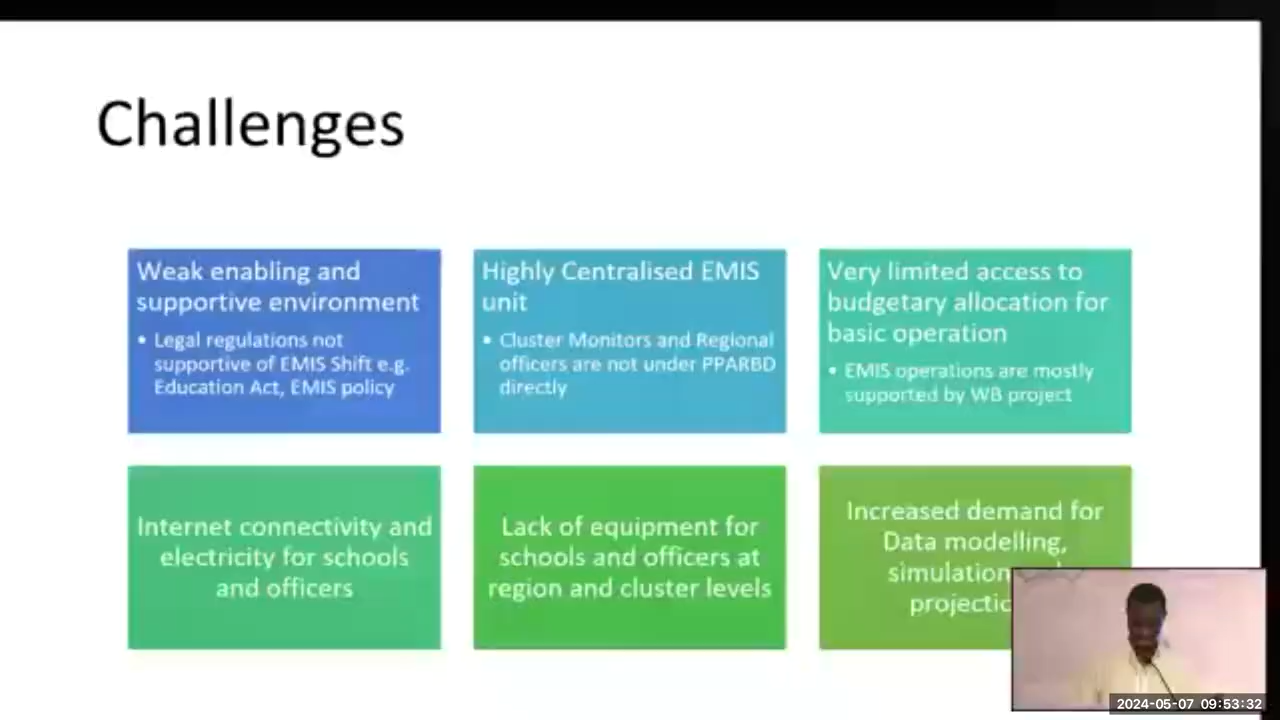 Challenges
Weak enabling and
supportive environment
• Legal regulations not
supportive of EMIS Shift e.g.
Education Act, EMIS policy
Highly Centralised EMIS
unit
• Cluster Monitors and Regional
officers are not under PPARBD
directly
Very limited access to
budgetary allocation for
basic operation
• EMIS operations are mostly
supported by WB project
Internet connectivity and
electricity for schools
and officers
Lack of equipment for
schools and officers at
region and cluster levels
Increased demand for
Data modelling,
2024-05-07 09:53:32